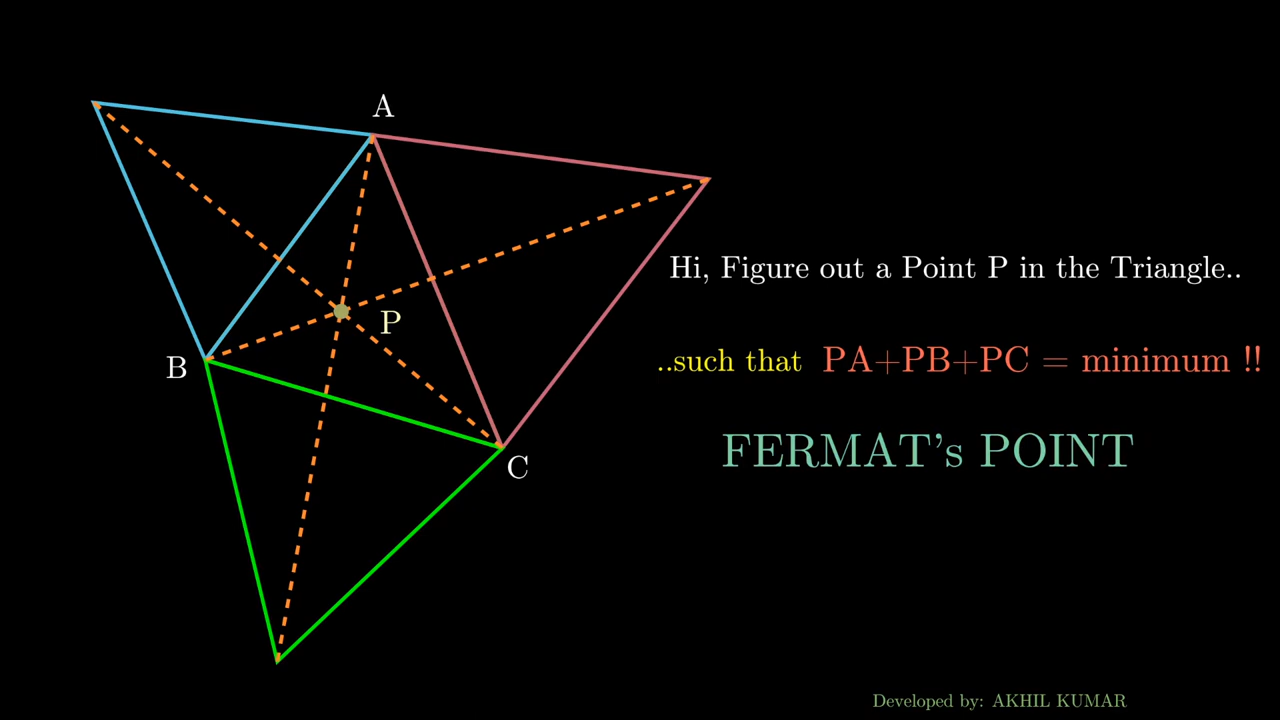 A
Hi, Figure out a Point P in the Triangle..
P
B
..such that PA+PB+PC = minimum !!
FERMAT's POINT
C
Developed by: AKHIL KUMAR